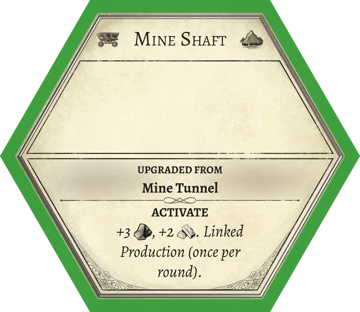 Mine Shaft
UPGRADED FROM
Mine Tunnel
ACTIVATE
+3 , +2 . Linked
Production (once per
round).